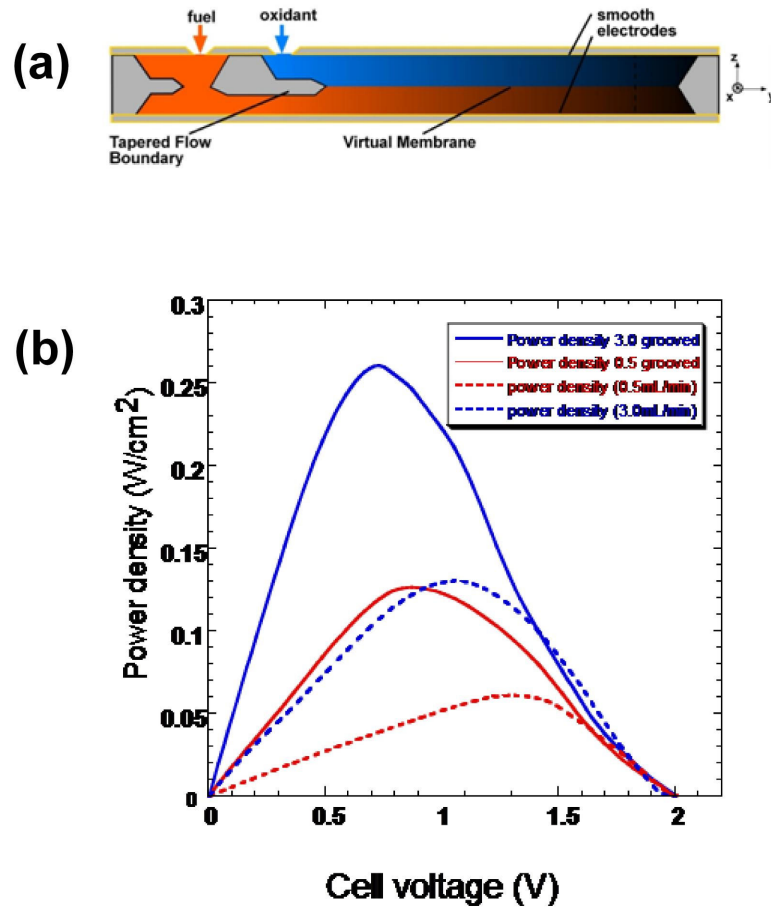 (a)
fuel
oxidant
smooth
electrodes
Tapered Flow
Boundary
Virtual Membrane
z
x
y
(b)
0.3
0.25
0.2
0.15
0.1
0.05
0
Power density (W/cm2)
Power density 3.0 grooved
Power density 0.5 grooved
power density (0.5mL/min)
power density (3.0mL/min)
0
0.5
1
1.5
2
Cell voltage (V)